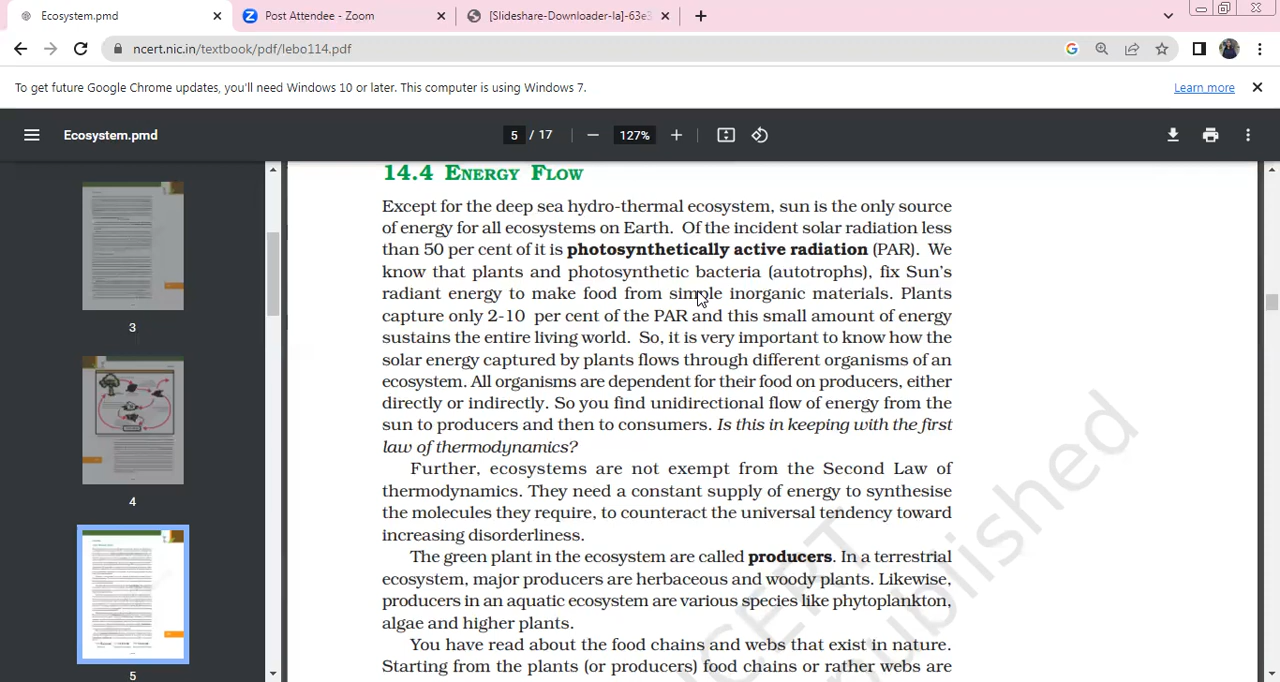 Ecosystem.pmd
Post Attendee - Zoom
[Slideshare-Downloader-la]-63e3
ncert.nic.in/textbook/pdf/lebo114.pdf
To get future Google Chrome updates, you'll need Windows 10 or later. This computer is using Windows 7.
Learn more
Ecosystem.pmd
5 / 17
127%
3
4
5
14.4 ENERGY FLOW
Except for the deep sea hydro-thermal ecosystem, sun is the only source
of energy for all ecosystems on Earth. Of the incident solar radiation less
than 50 per cent of it is photosynthetically active radiation (PAR). We
know that plants and photosynthetic bacteria (autotrophs), fix Sun's
radiant energy to make food from simple inorganic materials. Plants
capture only 2-10 per cent of the PAR and this small amount of energy
sustains the entire living world. So, it is very important to know how the
solar energy captured by plants flows through different organisms of an
ecosystem. All organisms are dependent for their food on producers, either
directly or indirectly. So you find unidirectional flow of energy from the
sun to producers and then to consumers. Is this in keeping with the first
law of thermodynamics?
Further, ecosystems are not exempt from the Second Law of
thermodynamics. They need a constant supply of energy to synthesise
the molecules they require, to counteract the universal tendency toward
increasing disorderliness.
The green plant in the ecosystem are called producers. In a terrestrial
ecosystem, major producers are herbaceous and woody plants. Likewise,
producers in an aquatic ecosystem are various species like phytoplankton,
algae and higher plants.
You have read about the food chains and webs that exist in nature.
Starting from the plants (or producers) food chains or rather webs are